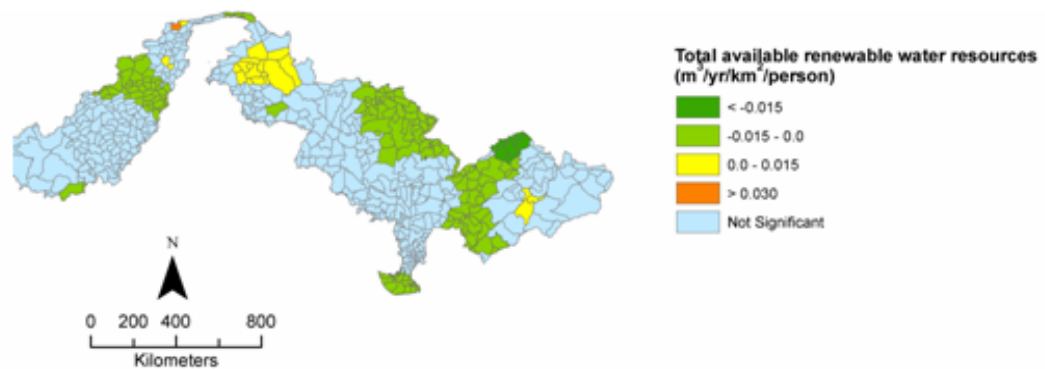 Total available renewable water resources
(m³/yr/km²/person)
< -0.015
-0.015 - 0.0
0.0 - 0.015
> 0.030
Not Significant
N
0 200 400 800
Kilometers